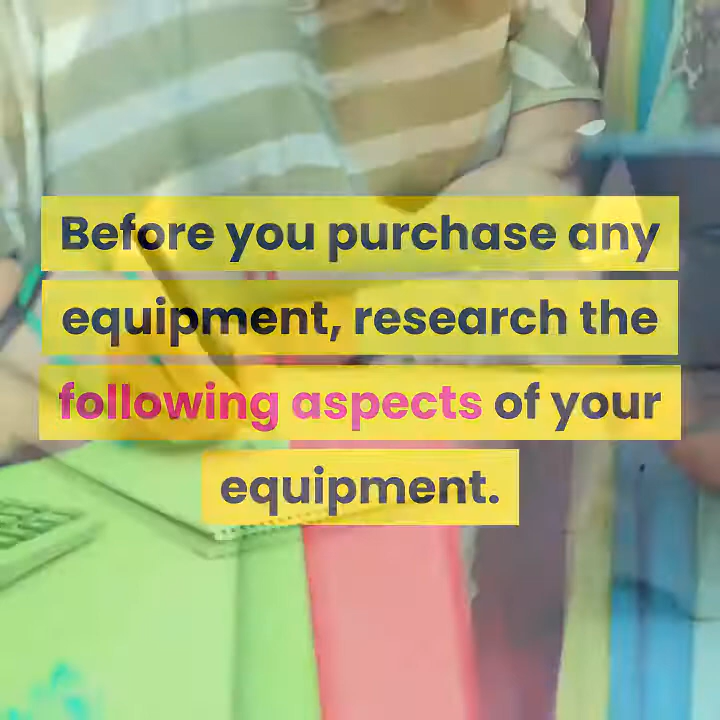 Before you purchase any
equipment, research the
following aspects of your
equipment.